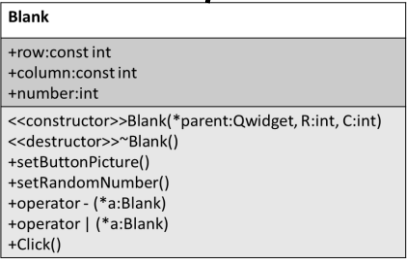 Blank
+row:const int
+column:const int
+number:int
<<constructor>>Blank(*parent:Qwidget, R:int, C:int)
<<destructor>>~Blank()
+setButtonPicture()
+setRandomNumber()
+operator - (*a:Blank)
+operator | (*a:Blank)
+Click()